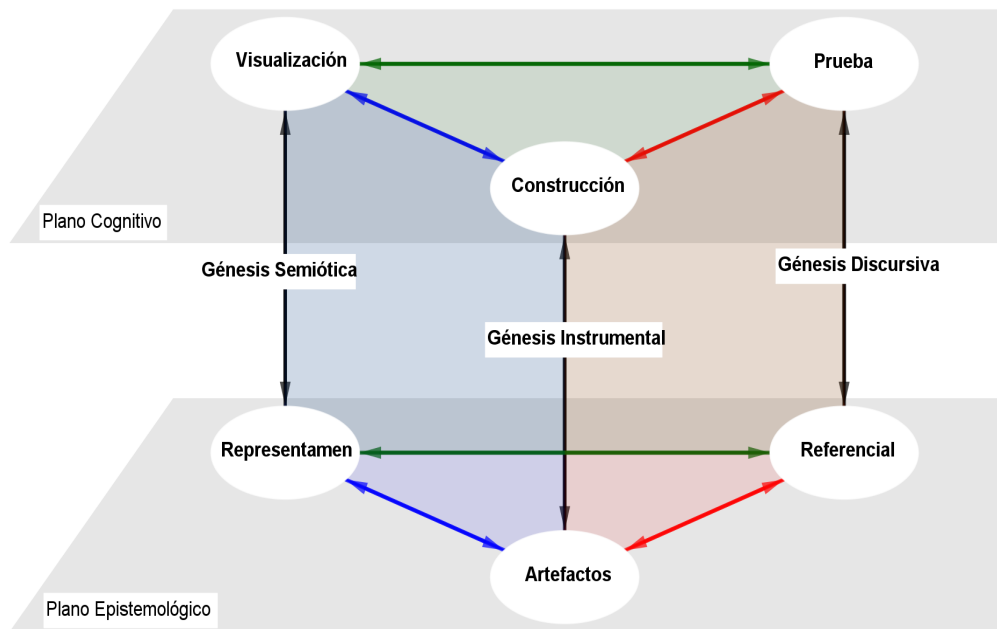 Visualización
Prueba
Construcción
Plano Cognitivo
Génesis Semiótica
Génesis Discursiva
Génesis Instrumental
Representamen
Referencial
Artefactos
Plano Epistemológico